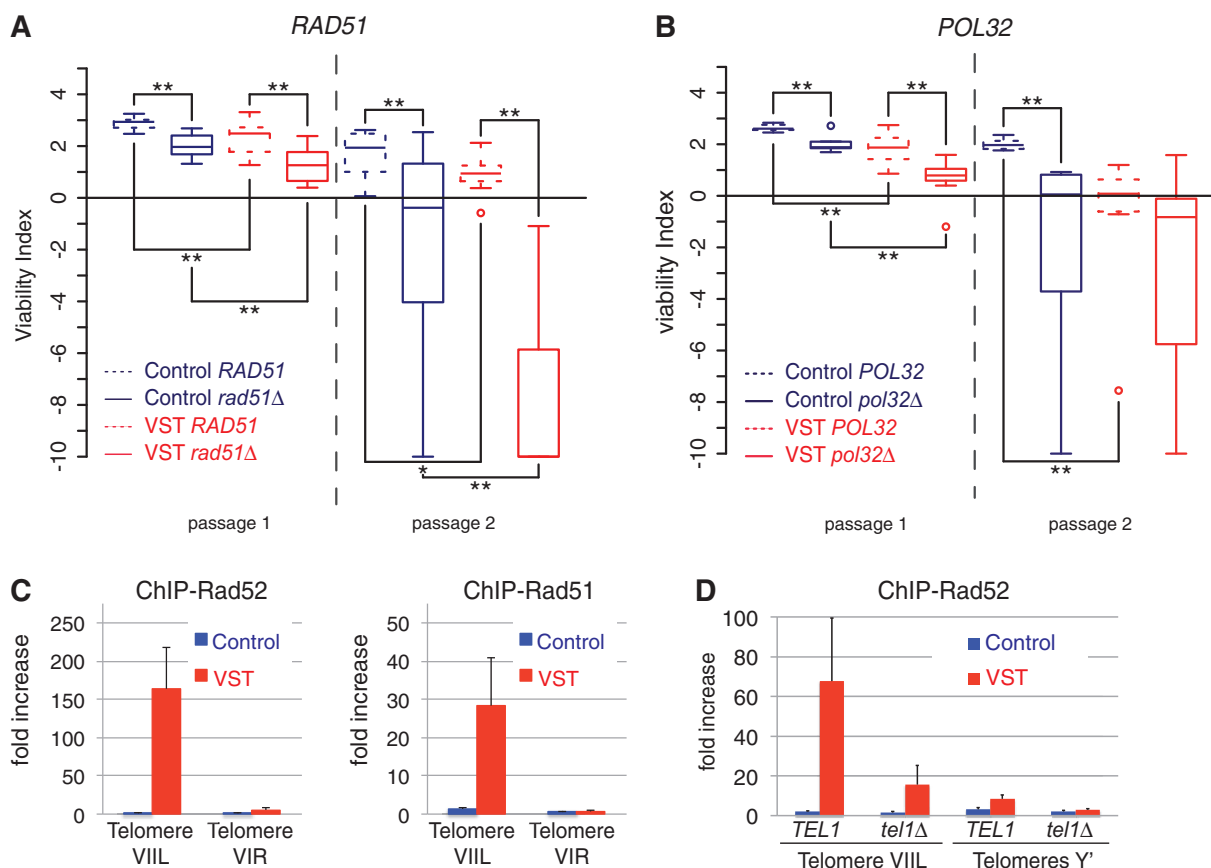 A
RAD51
Viability Index
4
2
0
-2
-4
-6
-8
-10
**
**
**
**
**
**
*
**
Control RAD51
Control rad51Δ
VST RAD51
VST rad51Δ
passage 1
passage 2
B
POL32
viability Index
4
2
0
-2
-4
-6
-8
-10
**
**
**
**
**
**
Control POL32
Control pol32Δ
VST POL32
VST pol32Δ
passage 1
passage 2
C
ChIP-Rad52
fold increase
250
200
150
100
50
0
Control
VST
Telomere VIIL
Telomere VIR
ChIP-Rad51
fold increase
50
40
30
20
10
0
Control
VST
Telomere VIIL
Telomere VIR
D
ChIP-Rad52
fold increase
100
80
60
40
20
0
Control
VST
TEL1 tel1Δ TEL1 tel1Δ
Telomere VIIL Telomeres Y'